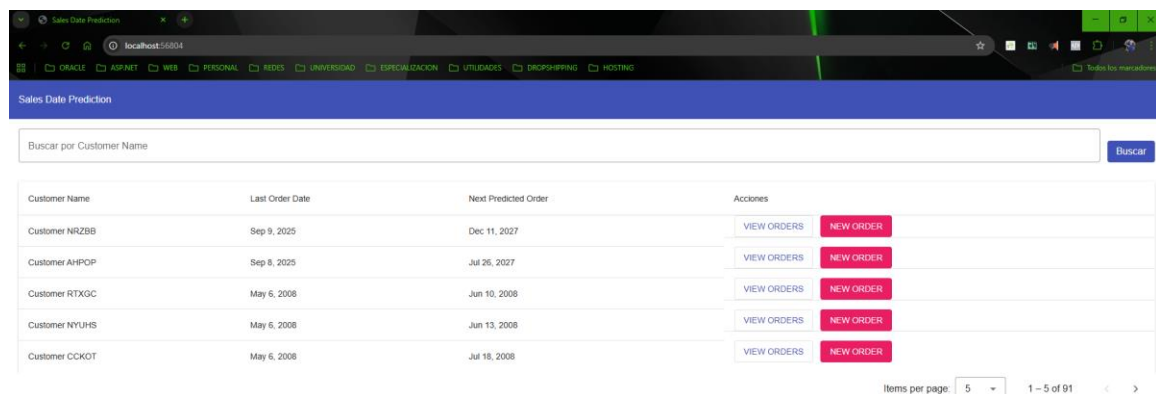 Sales Date Prediction
localhost:56804
ORACLE ASP.NET WEB PERSONAL REDES UNIVERSIDAD ESPECIALIZACION UTILIDADES DROPSHIPPING HOSTING Todos los marcadores
Sales Date Prediction
Buscar por Customer Name Buscar
Customer Name Last Order Date Next Predicted Order Acciones
Customer NRZBB Sep 9, 2025 Dec 11, 2027 VIEW ORDERS NEW ORDER
Customer AHPOP Sep 8, 2025 Jul 26, 2027 VIEW ORDERS NEW ORDER
Customer RTXGC May 6, 2008 Jun 10, 2008 VIEW ORDERS NEW ORDER
Customer NYUHS May 6, 2008 Jun 13, 2008 VIEW ORDERS NEW ORDER
Customer CCKOT May 6, 2008 Jul 18, 2008 VIEW ORDERS NEW ORDER
Items per page: 5 1 – 5 of 91